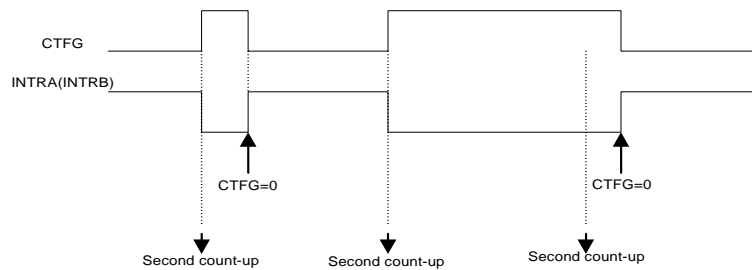 CTFG
INTRA(INTRB)
CTFG=0
CTFG=0
Second count-up
Second count-up
Second count-up